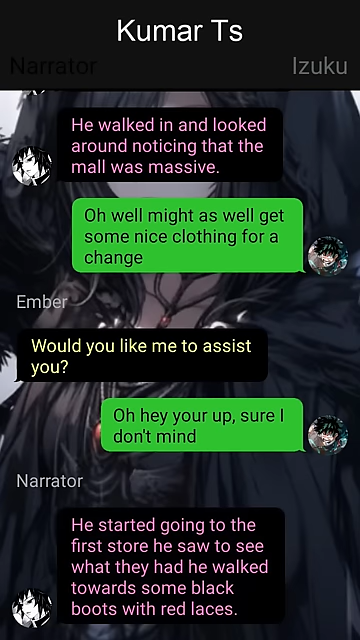 Kumar Ts
Narrator
Izuku
He walked in and looked
around noticing that the
mall was massive.
Oh well might as well get
some nice clothing for a
change
Ember
Would you like me to assist
you?
Oh hey your up, sure I
don't mind
Narrator
He started going to the
first store he saw to see
what they had he walked
towards some black
boots with red laces.